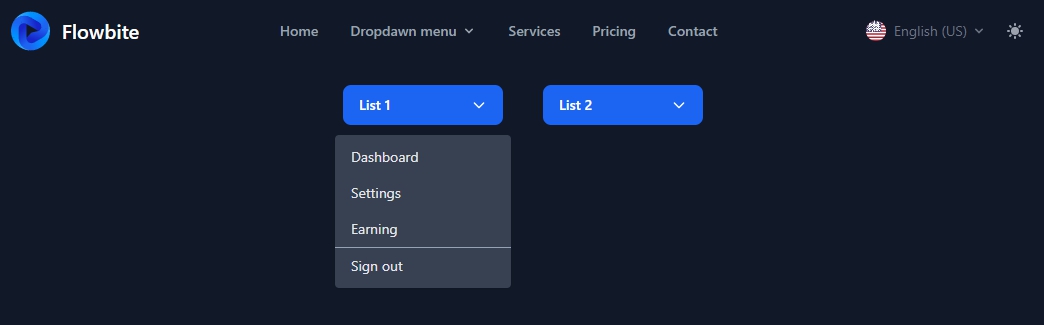 Flowbite
Home
Dropdawn menu
Services
Pricing
Contact
English (US)
List 1
List 2
Dashboard
Settings
Earning
Sign out